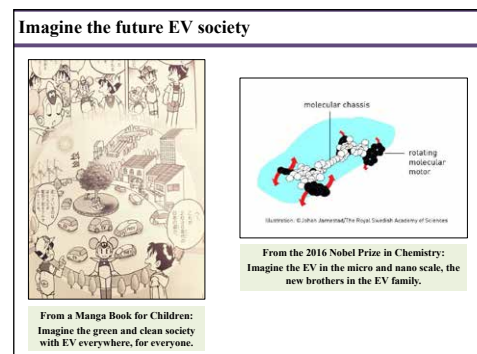 Imagine the future EV society
molecular chassis
rotating
molecular
motor
Illustration: ©Johan Jarnestad/The Royal Swedish Academy of Sciences
From the 2016 Nobel Prize in Chemistry:
Imagine the EV in the micro and nano scale, the
new brothers in the EV family.
From a Manga Book for Children:
Imagine the green and clean society
with EV everywhere, for everyone.